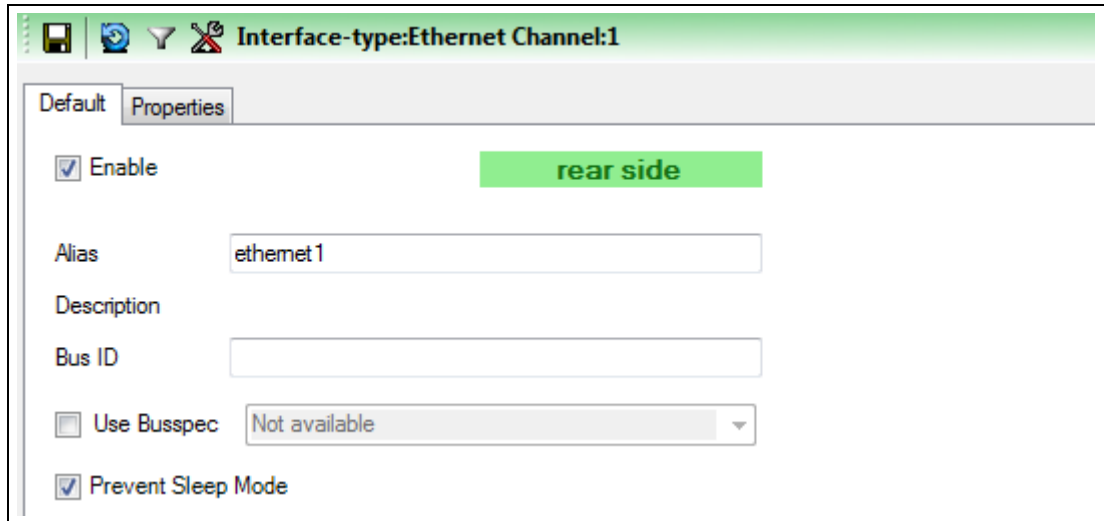 Interface-type:Ethernet Channel:1
Default Properties
Enable rear side
Alias ethernet1
Description
Bus ID
Use Busspec Not available
Prevent Sleep Mode